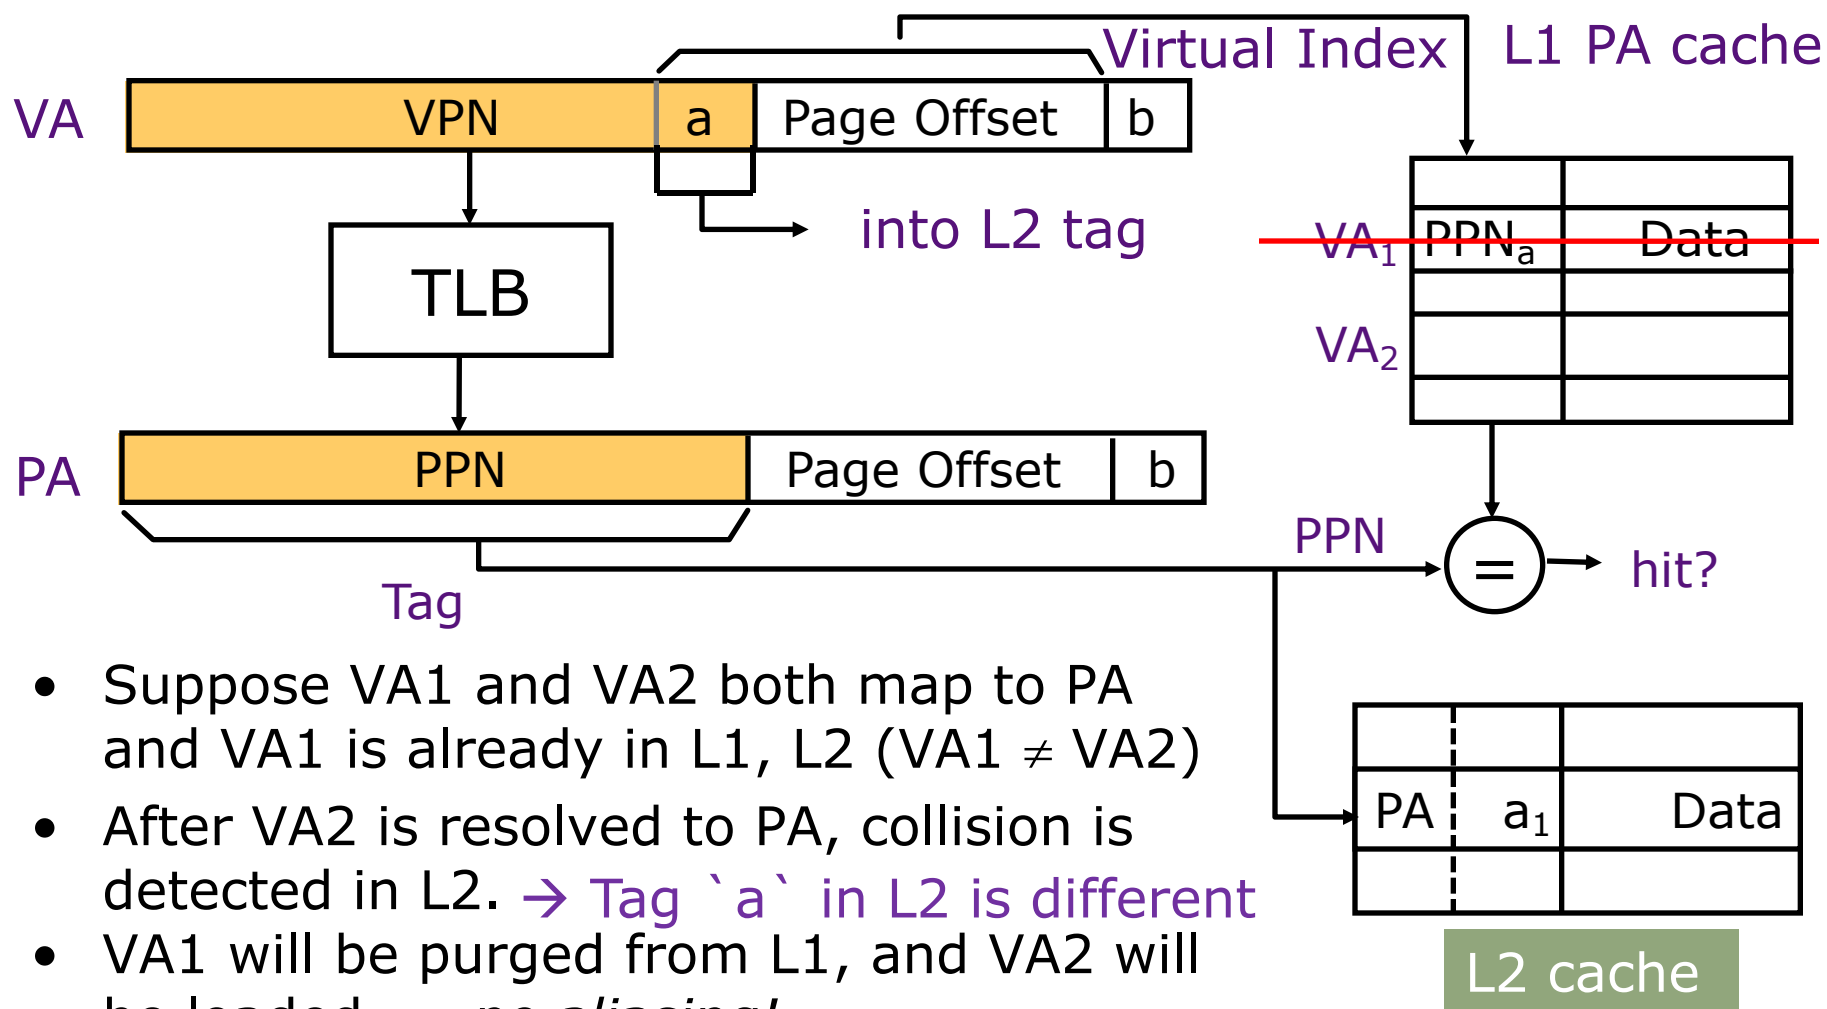 Virtual Index
L1 PA cache
VA
VPN
a
Page Offset
b
into L2 tag
VA1
PPNa
Data
TLB
VA2
PA
PPN
Page Offset
b
PPN
=
hit?
Tag
• Suppose VA1 and VA2 both map to PA
and VA1 is already in L1, L2 (VA1 ≠ VA2)
PA
a1
Data
• After VA2 is resolved to PA, collision is
detected in L2. → Tag `a` in L2 is different
• VA1 will be purged from L1, and VA2 will
L2 cache